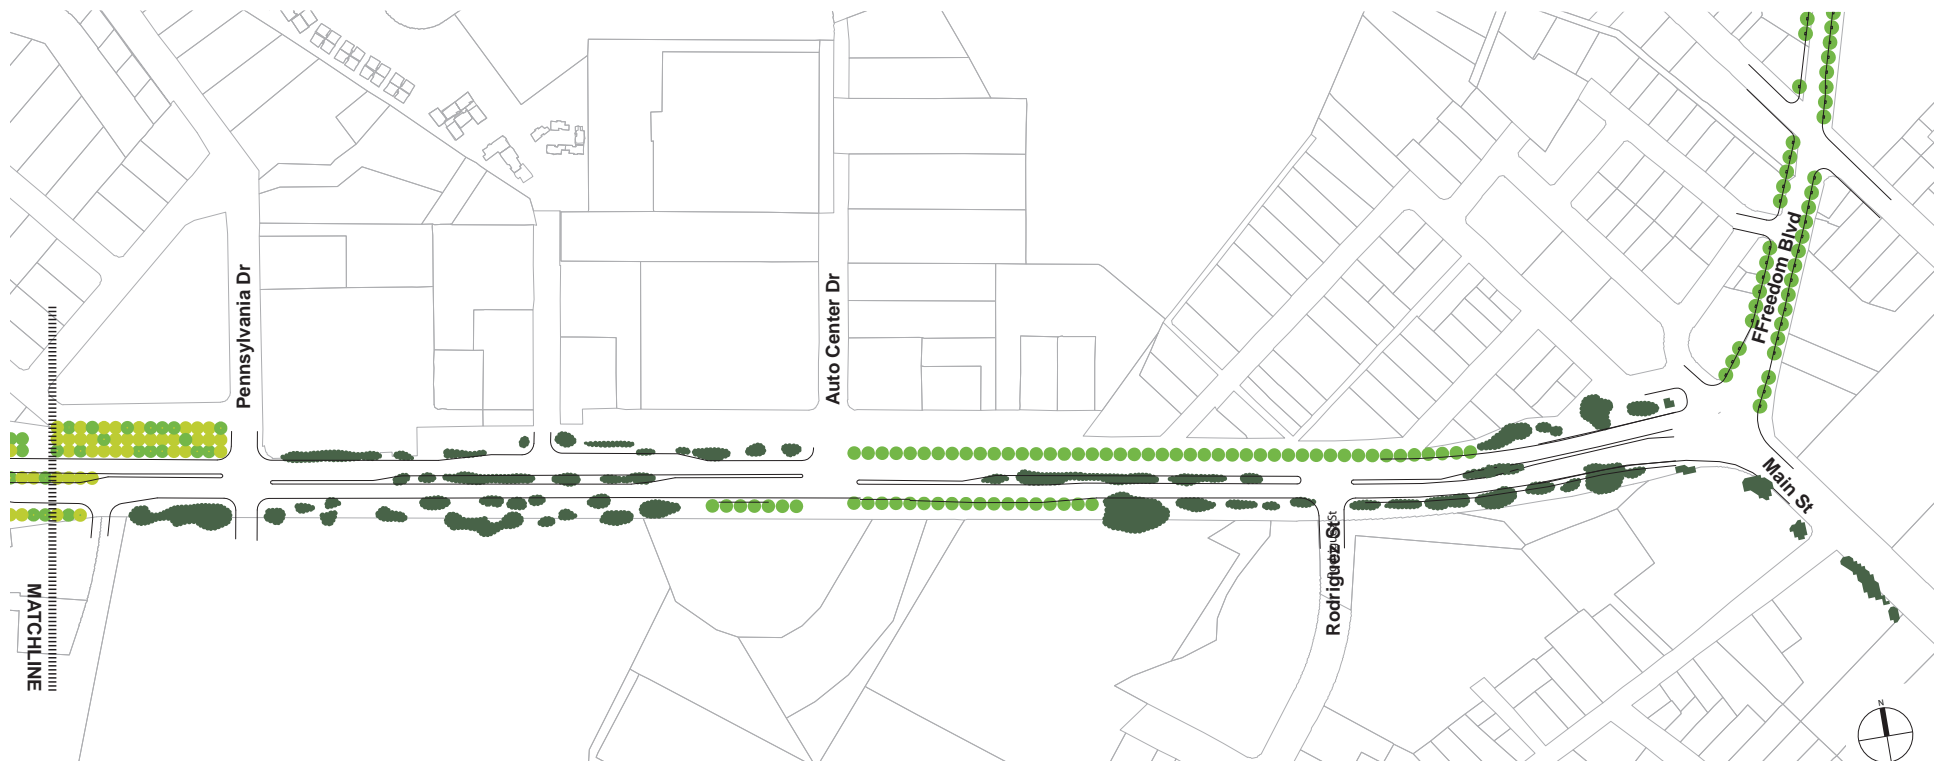 Pennsylvania Dr
Auto Center Dr
FFreedom Blvd
Main St
Rodriguez St
MATCHLINE
N